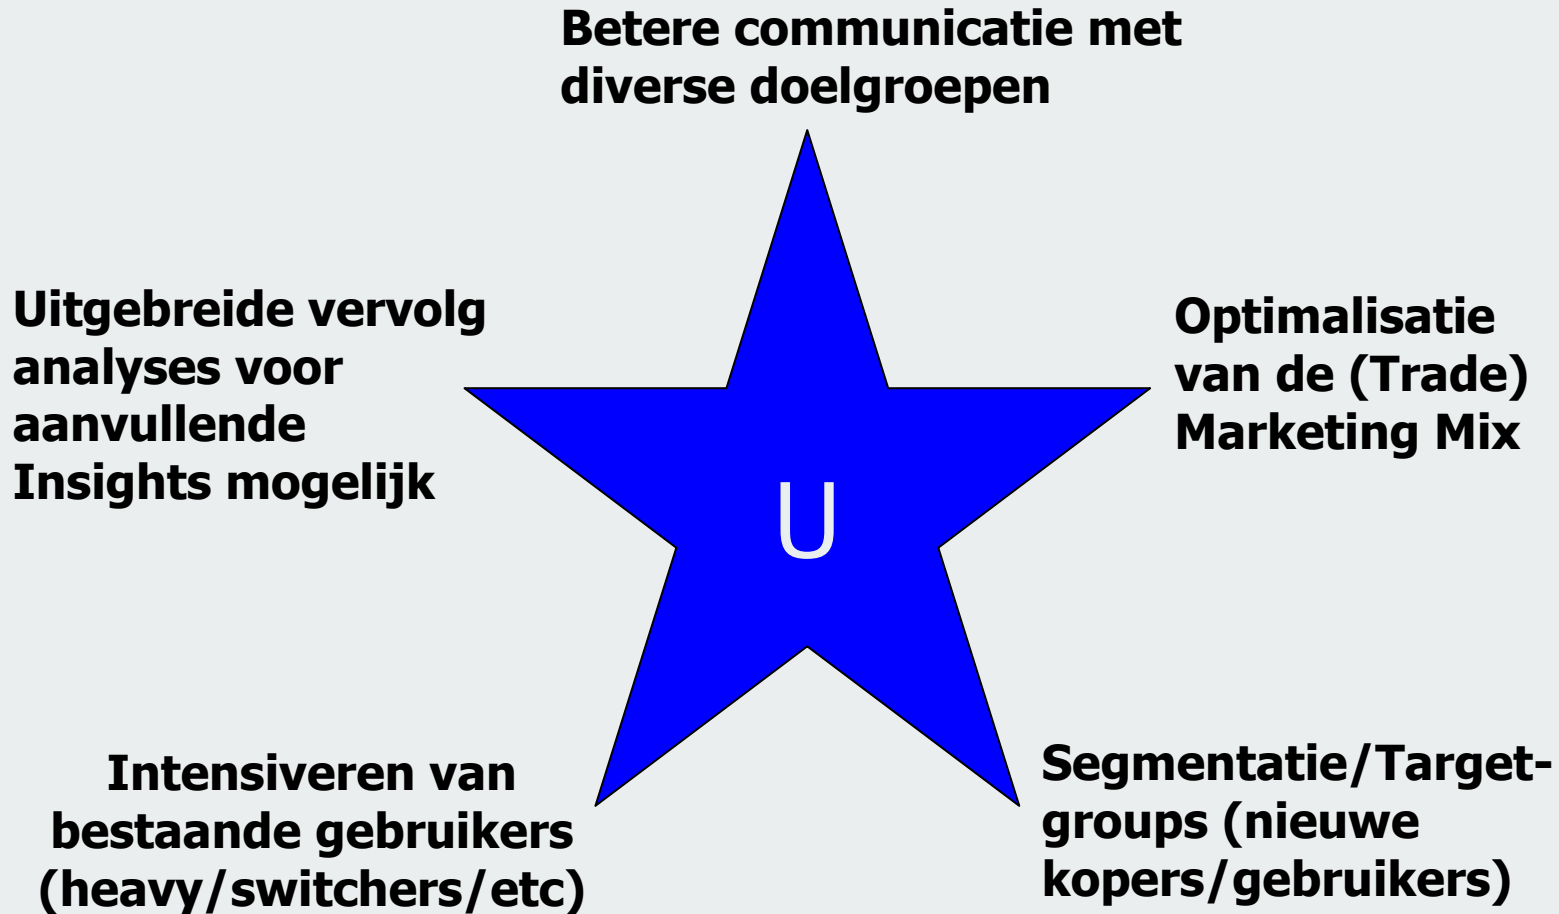 Betere communicatie met
diverse doelgroepen
Uitgebreide vervolg
analyses voor
aanvullende
Insights mogelijk
Optimalisatie
van de (Trade)
Marketing Mix
U
Intensiveren van
bestaande gebruikers
(heavy/switchers/etc)
Segmentatie/Target-
groups (nieuwe
kopers/gebruikers)